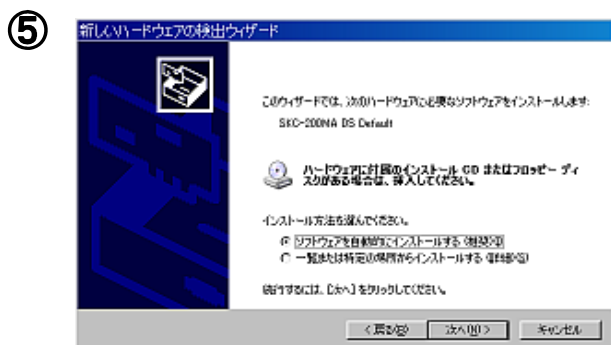 ⑤
新しいハードウェアの検出ウィザード
このウィザードでは、次のハードウェアに必要なソフトウェアをインストールします:
SKC-200MA DS Default
ハードウェアに付属のインストール CD またはフロッピー ディ
スクがある場合は、挿入してください。
インストール方法を選んでください。
ソフトウェアを自動的にインストールする (推奨)(I)
一覧または特定の場所からインストールする (詳細)(S)
続行するには、[次へ] をクリックしてください。
< 戻る(B)
次へ(N) >
キャンセル